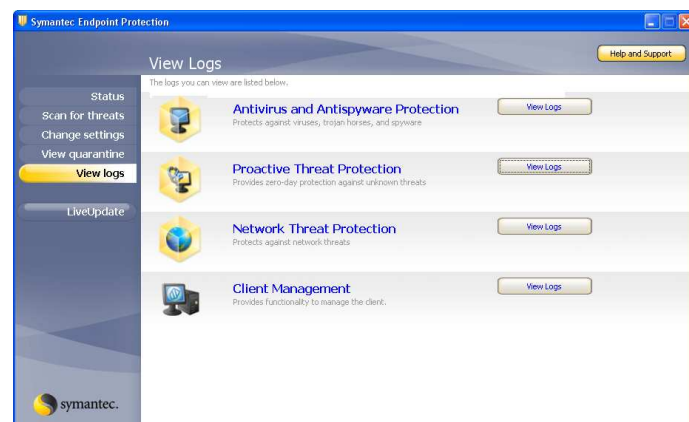 Symantec Endpoint Protection
View Logs
Help and Support
The logs you can view are listed below.
Status
Scan for threats
Change settings
View quarantine
View logs
LiveUpdate
Antivirus and Antispyware Protection
Protects against viruses, trojan horses, and spyware
View Logs
Proactive Threat Protection
Provides zero-day protection against unknown threats
View Logs
Network Threat Protection
Protects against network threats
View Logs
Client Management
Provides functionality to manage the client.
View Logs
symantec.